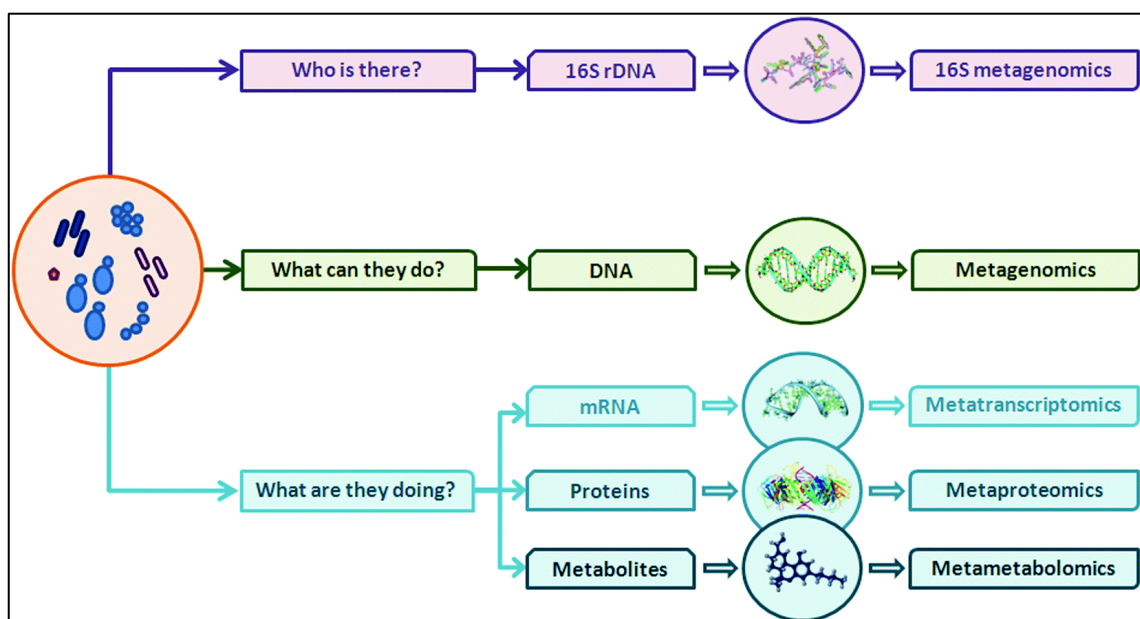 Who is there?
16S rDNA
16S metagenomics
What can they do?
DNA
Metagenomics
mRNA
Metatranscriptomics
What are they doing?
Proteins
Metaproteomics
Metabolites
Metametabolomics